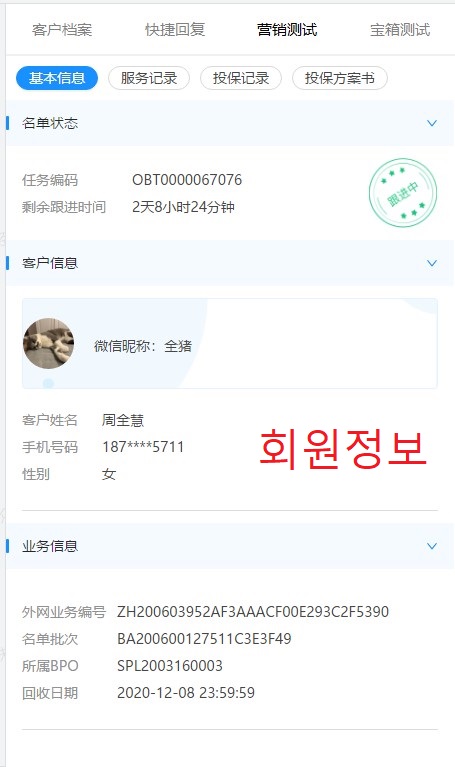 客户档案 快捷回复 营销测试 宝箱测试
基本信息 服务记录 投保记录 投保方案书
名单状态
任务编码 OBT0000067076
剩余跟进时间 2天8小时24分钟
跟进中
客户信息
微信昵称：全猪
客户姓名 周全慧
手机号码 187****5711
性别 女
회원정보
业务信息
外网业务编号 ZH200603952AF3AAACF00E293C2F5390
名单批次 BA200600127511C3E3F49
所属BPO SPL2003160003
回收日期 2020-12-08 23:59:59